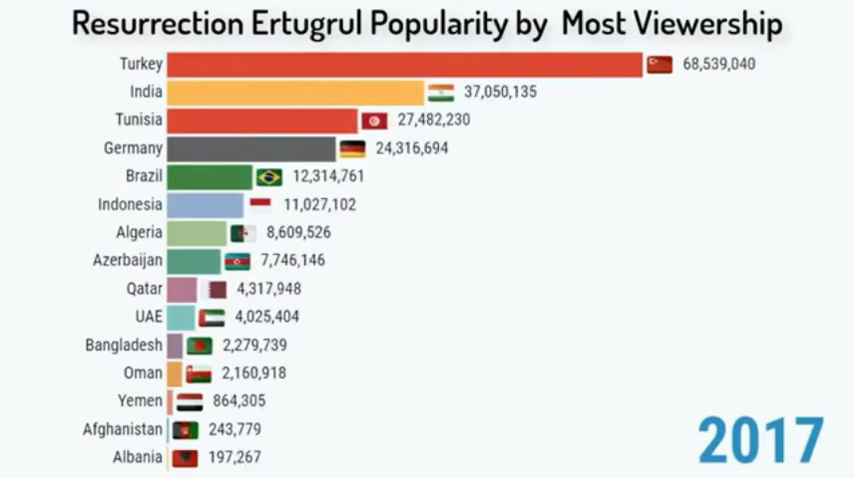 Resurrection Ertugrul Popularity by Most Viewership
Turkey 68,539,040
India 37,050,135
Tunisia 27,482,230
Germany 24,316,694
Brazil 12,314,761
Indonesia 11,027,102
Algeria 8,609,526
Azerbaijan 7,746,146
Qatar 4,317,948
UAE 4,025,404
Bangladesh 2,279,739
Oman 2,160,918
Yemen 864,305
Afghanistan 243,779
Albania 197,267
2017